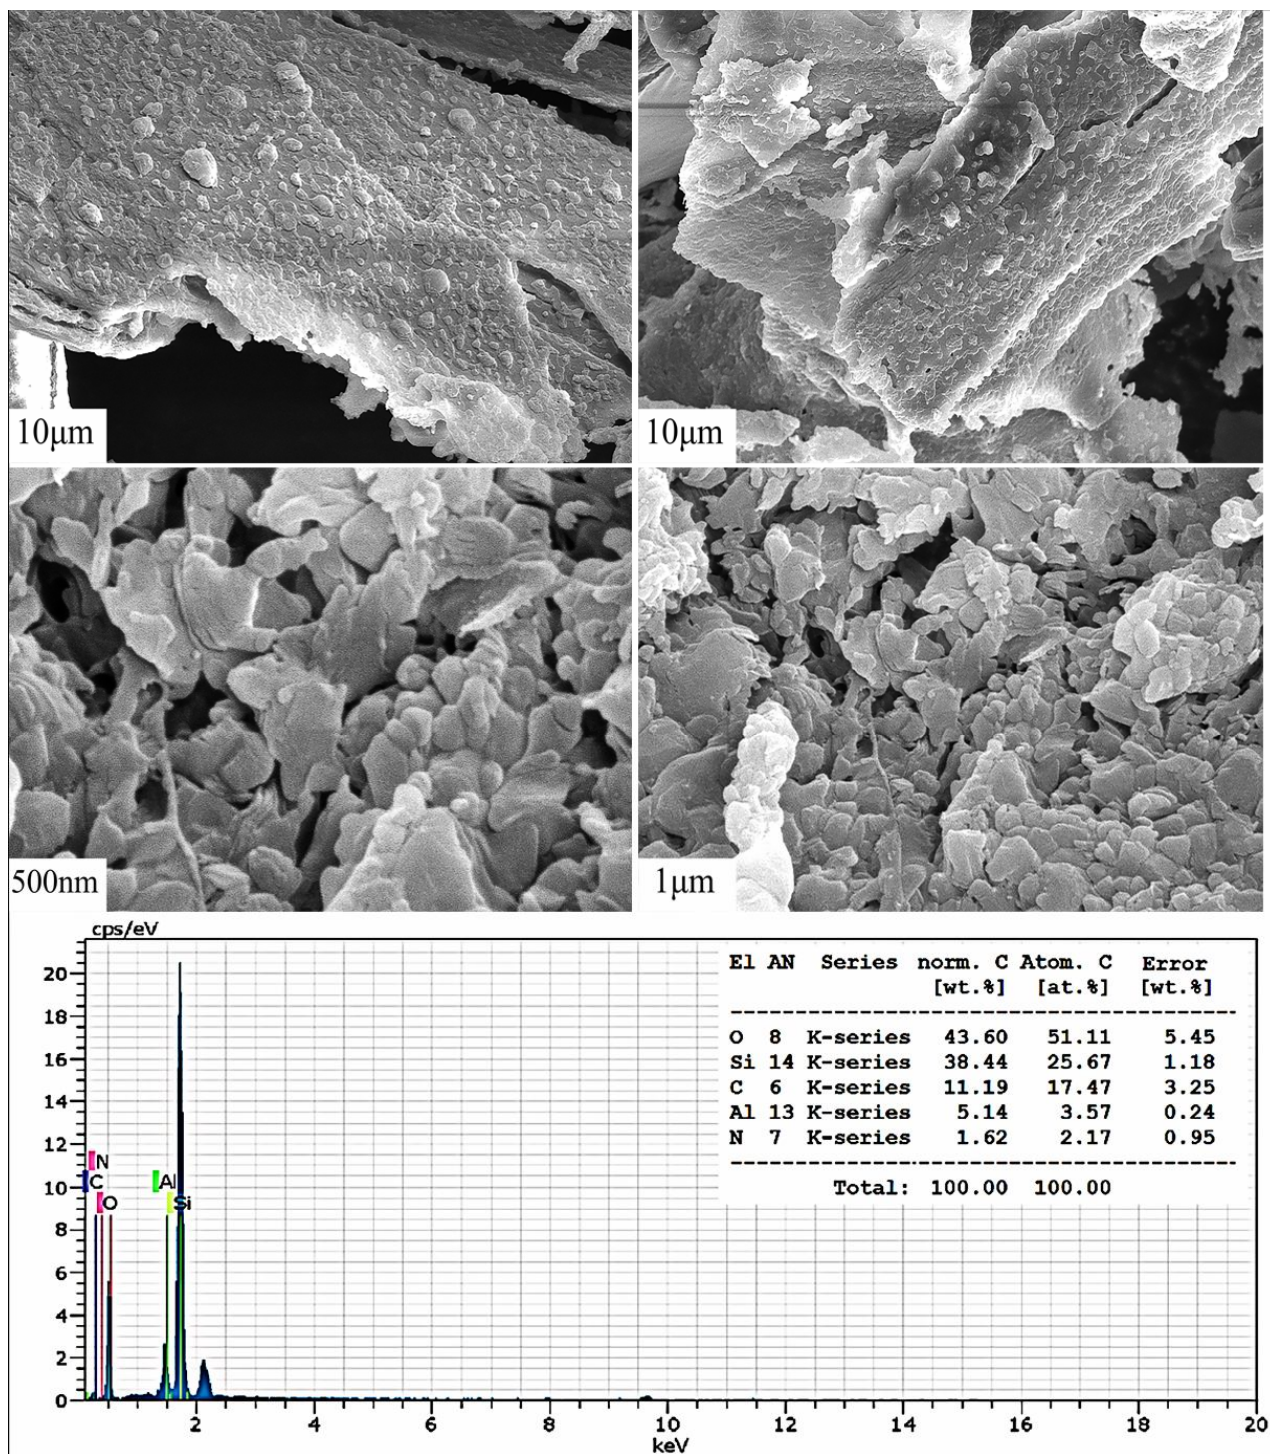 10μm
10μm
500nm
1μm
cps/eV
El AN Series norm. C Atom. C Error
[wt.%] [at.%] [wt.%]
O 8 K-series 43.60 51.11 5.45
Si 14 K-series 38.44 25.67 1.18
C 6 K-series 11.19 17.47 3.25
Al 13 K-series 5.14 3.57 0.24
N 7 K-series 1.62 2.17 0.95
Total: 100.00 100.00
20
18
16
14
12
10
8
6
4
2
0
N
C Al
O Si
2 4 6 8 10 12 14 16 18 20
keV